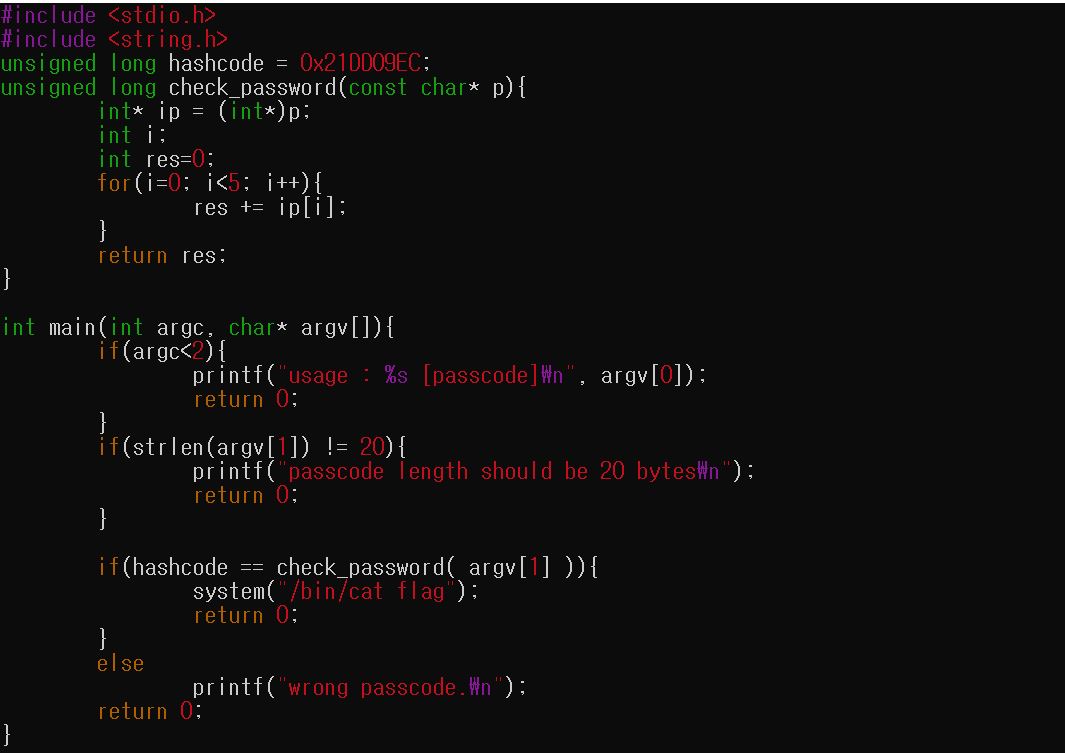 #include <stdio.h>
#include <string.h>
unsigned long hashcode = 0x21DD09EC;
unsigned long check_password(const char* p){
        int* ip = (int*)p;
        int i;
        int res=0;
        for(i=0; i<5; i++){
                res += ip[i];
        }
        return res;
}

int main(int argc, char* argv[]){
        if(argc<2){
                printf("usage : %s [passcode]₩n", argv[0]);
                return 0;
        }
        if(strlen(argv[1]) != 20){
                printf("passcode length should be 20 bytes₩n");
                return 0;
        }

        if(hashcode == check_password( argv[1] )){
                system("/bin/cat flag");
                return 0;
        }
        else
                printf("wrong passcode.₩n");
        return 0;
}